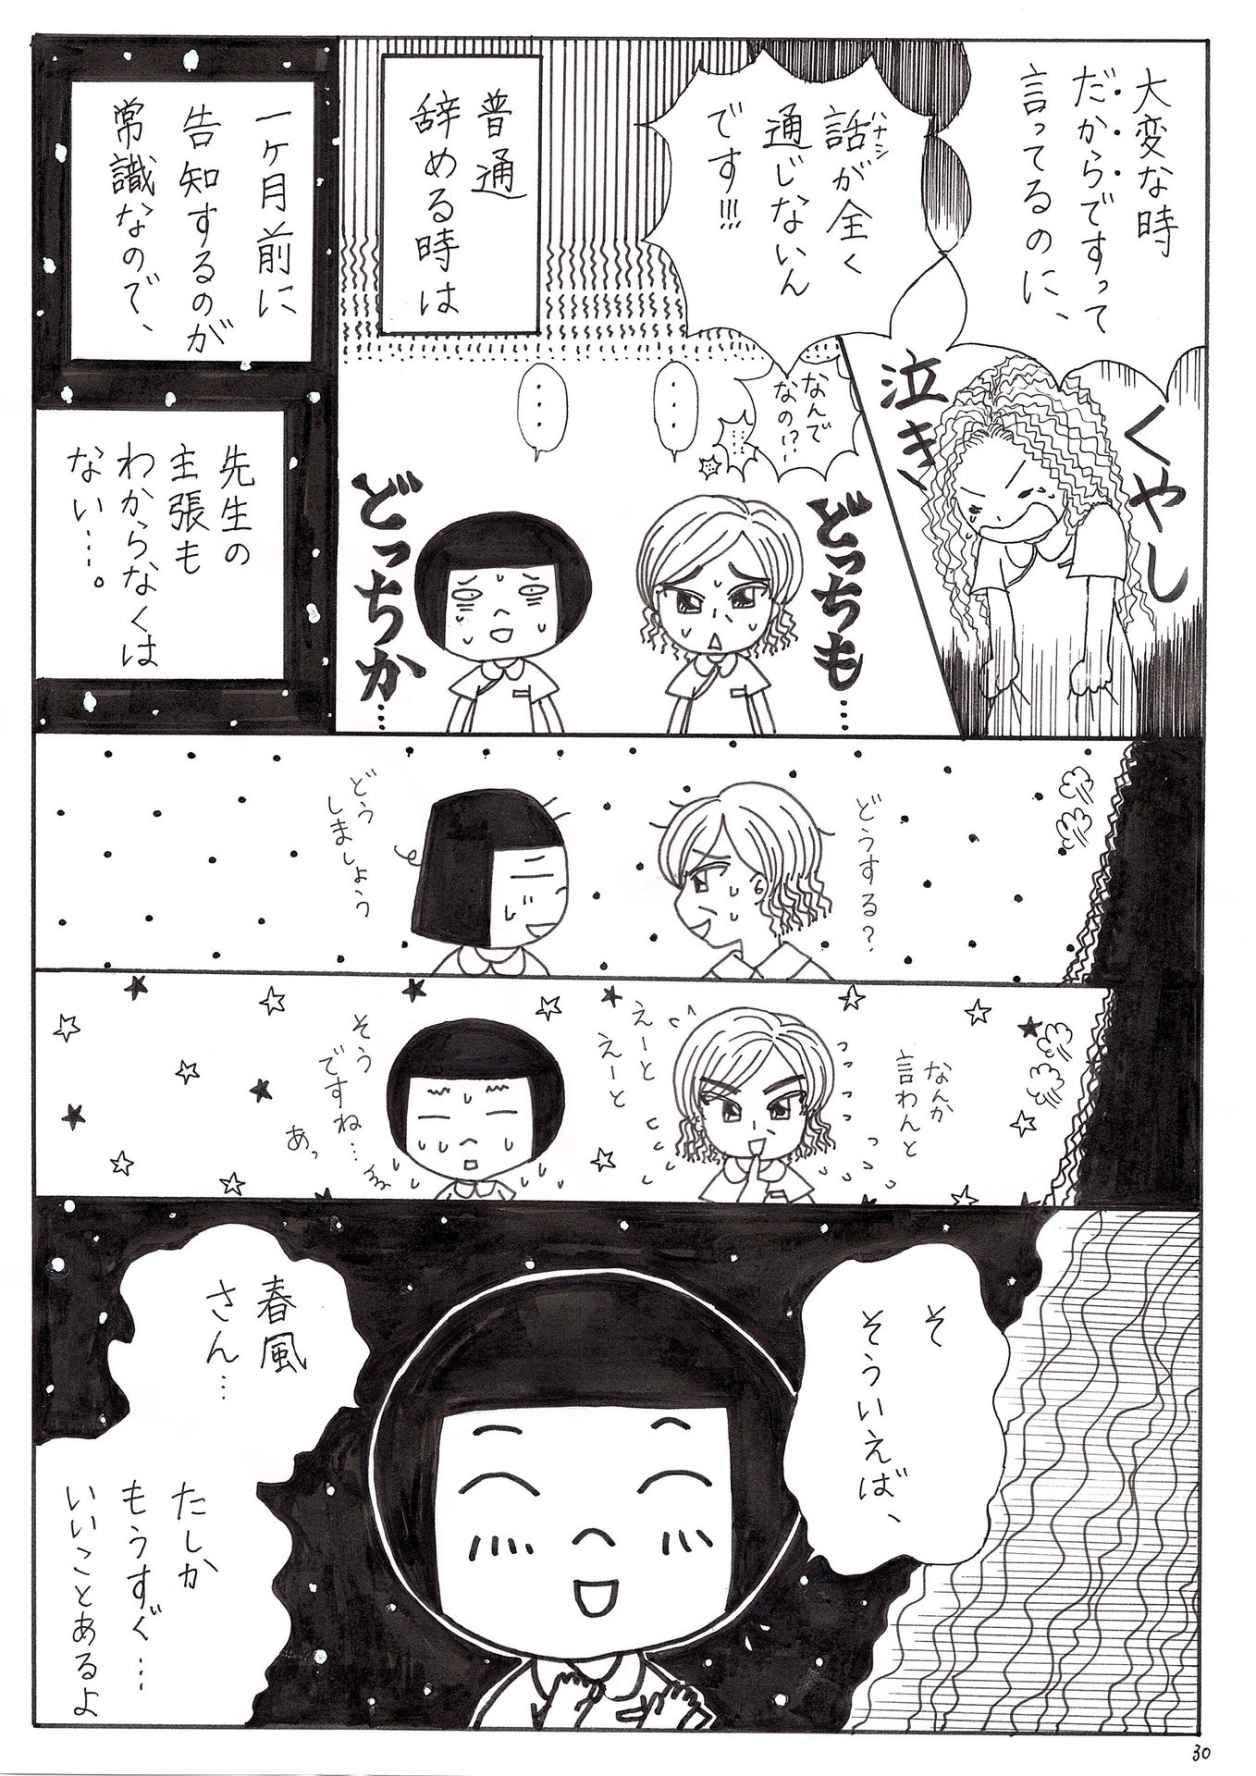 大変な時
だからですって
言ってるのに、
話が全く
ハナシ
通じないん
です!!!
くやし
泣き、
普通
辞める時は
なんで
なの!?
・・・
・・・
どっちも…
どっちか…
一ヶ月前に
告知するのが
常識なので、
先生の
主張も
わからなくは
ない…。
どうする?
どう
しましょう
なんか
言わんと
えーと
えーと
そう
ですね…
あっ
そ
そういえば、
春風
さん…
たしか
もうすぐ…
いいことあるよ
30